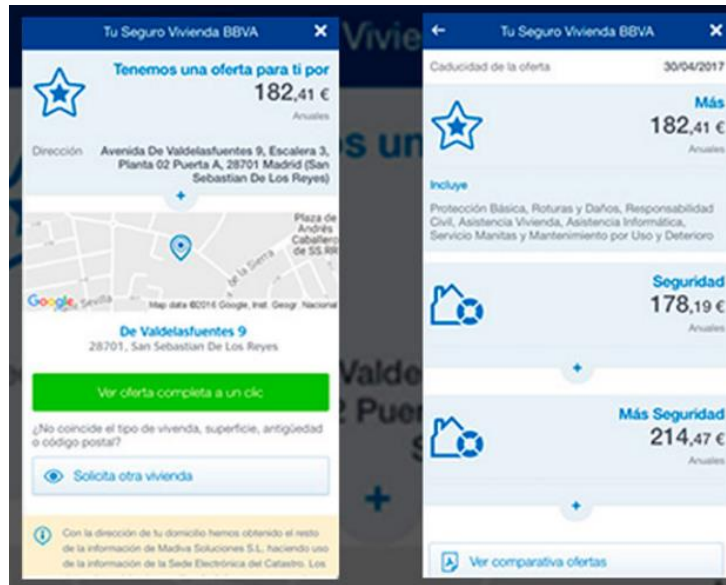 Tu Seguro Vivienda BBVA
Tenemos una oferta para ti por
182,41 €
Anuales
Dirección
Avenida De Valdelasfuentes 9, Escalera 3,
Planta 02 Puerta A, 28701 Madrid (San
Sebastian De Los Reyes)
Plaza de
Andrés
Caballero
de SS.RR
de la Sierra
Sevilla
Google
Map data ©2016 Google, Inst. Geogr. Nacional
De Valdelasfuentes 9
28701, San Sebastian De Los Reyes
Ver oferta completa a un clic
¿No coincide el tipo de vivenda, superficie, antigüedad
o código postal?
Solicita otra vivienda
Con la dirección de tu domicilio hemos obtenido el resto
de la información de Madiva Soluciones S.L. haciendo uso
de la información de la Sede Electrónica del Catastro. Los
Tu Seguro Vivienda BBVA
Caducidad de la oferta
30/04/2017
Más
182,41 €
Anuales
Incluye
Protección Básica, Roturas y Daños, Responsabilidad
Civil, Asistencia Vivienda, Asistencia Informática,
Servicio Manitas y Mantenimiento por Uso y Deterioro
Seguridad
178,19 €
Anuales
Más Seguridad
214,47 €
Anuales
Ver comparativa ofertas